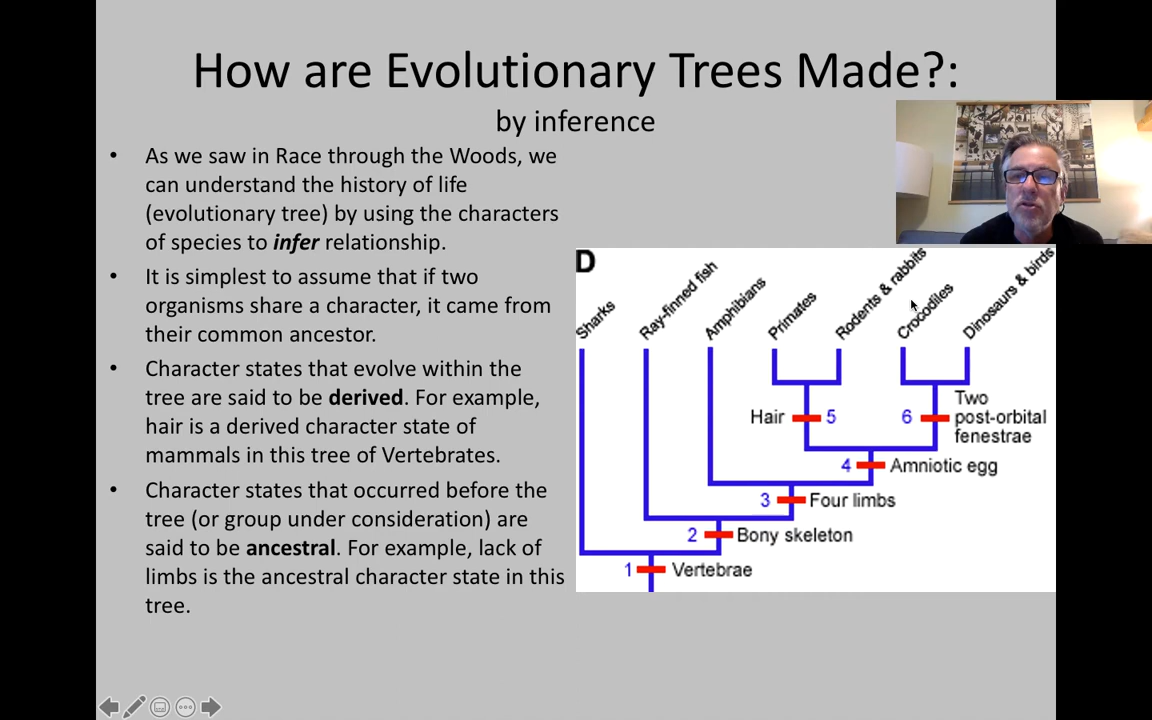 How are Evolutionary Trees Made?:
by inference
• As we saw in Race through the Woods, we
can understand the history of life
(evolutionary tree) by using the characters
of species to infer relationship.
• It is simplest to assume that if two
organisms share a character, it came from
their common ancestor.
• Character states that evolve within the
tree are said to be derived. For example,
hair is a derived character state of
mammals in this tree of Vertebrates.
• Character states that occurred before the
tree (or group under consideration) are
said to be ancestral. For example, lack of
limbs is the ancestral character state in this
tree.
D
Sharks
Ray-finned fish
Amphibians
Primates
Rodents & rabbits
Crocodiles
Dinosaurs & birds
Hair 5
6 Two
post-orbital
fenestrae
4 Amniotic egg
3 Four limbs
2 Bony skeleton
1 Vertebrae